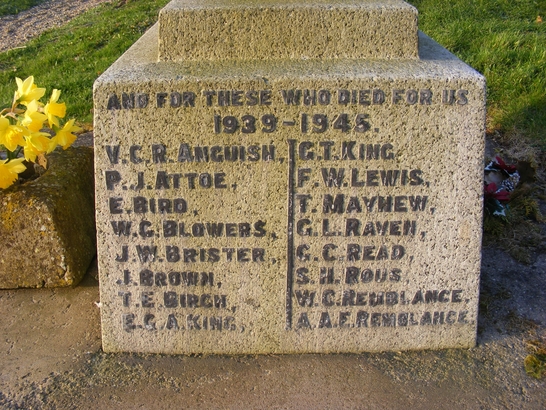 AND FOR THESE WHO DIED FOR US
1939-1945.
V.C.R. ANGUISH,
P.J. ATTOE,
E. BIRD,
W.G. BLOWERS,
J.W. BRISTER,
J. BROWN,
T.E. BURCH,
E.G.A. KING,
G.T. KING,
F.W. LEWIS,
T. MAYHEW,
G.L. RAVEN,
C.C. READ,
S.H. ROUS,
W.C. REMBLANCE,
A.A.E. REMBLANCE.